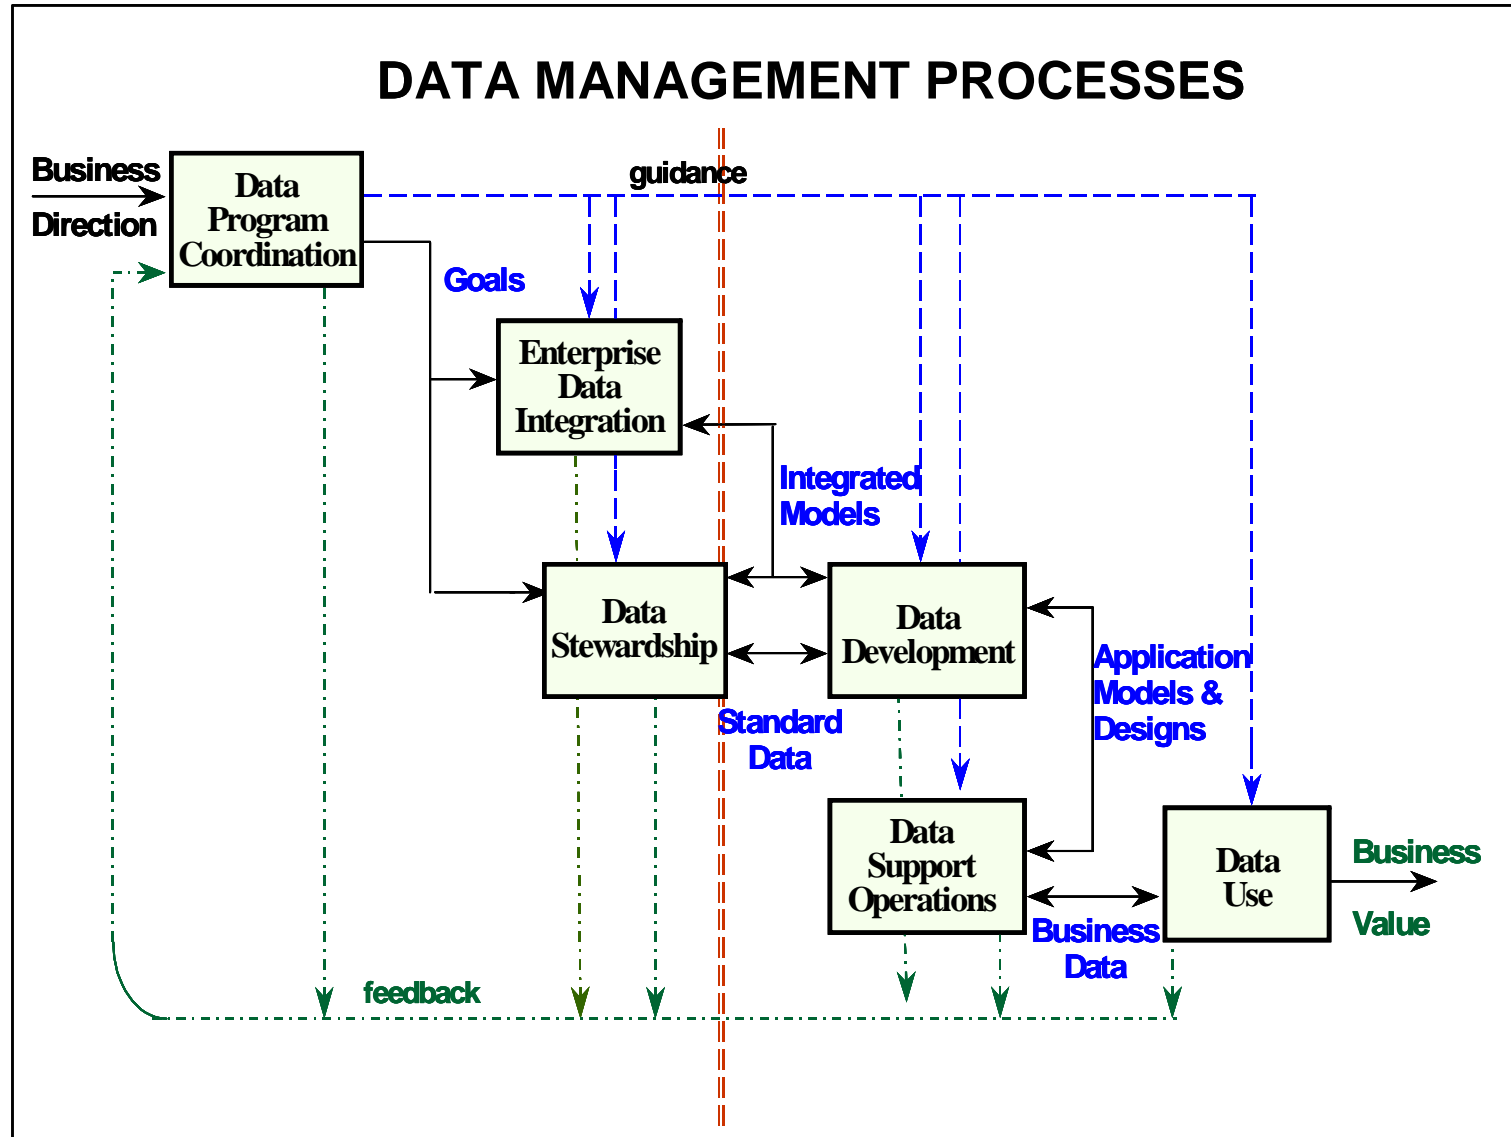 DATA MANAGEMENT PROCESSES
Business
Direction
Data
Program
Coordination
guidance
Goals
Enterprise
Data
Integration
Integrated
Models
Data
Stewardship
Data
Development
Application
Models &
Designs
Standard
Data
Data
Support
Operations
Business
Data
Data
Use
Business
Value
feedback